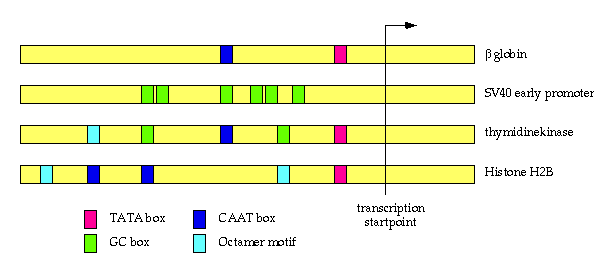 β globin
SV40 early promoter
thymidinekinase
Histone H2B
transcription
startpoint
TATA box
CAAT box
GC box
Octamer motif